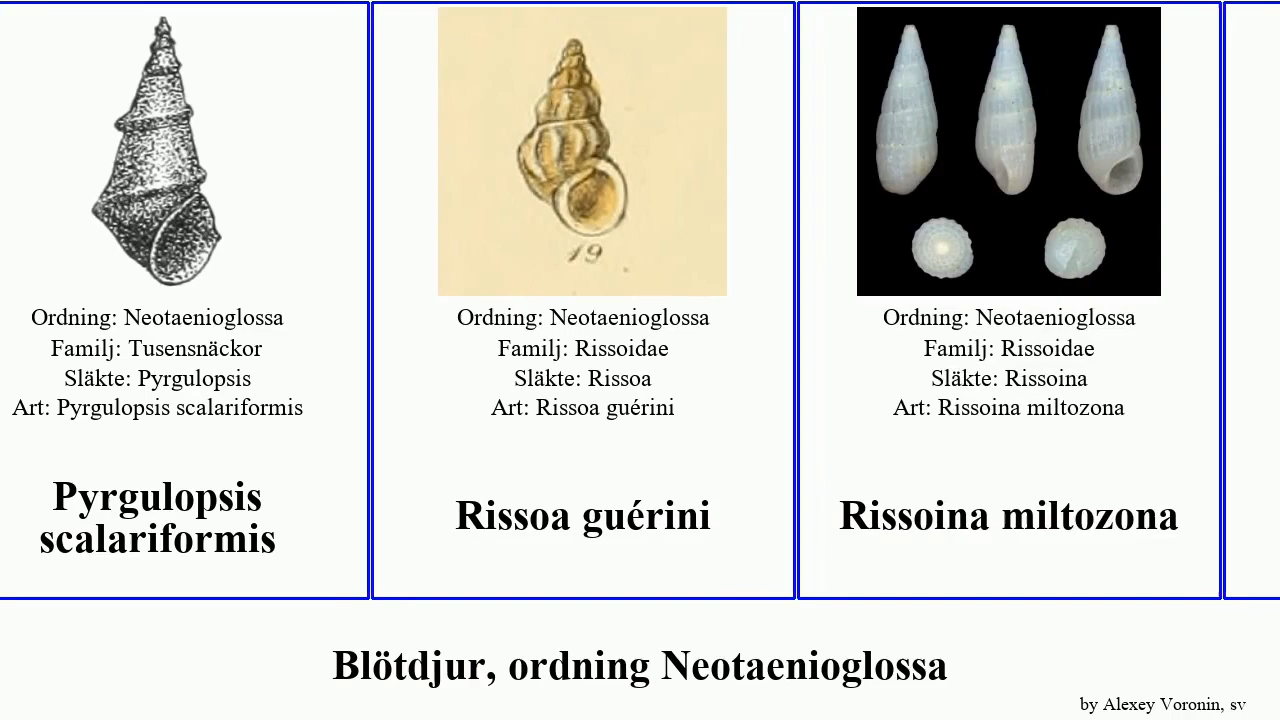 19
Ordning: Neotaenioglossa
Familj: Tusensnäckor
Släkte: Pyrgulopsis
Art: Pyrgulopsis scalariformis
Pyrgulopsis
scalariformis
Ordning: Neotaenioglossa
Familj: Rissoidae
Släkte: Rissoa
Art: Rissoa guérini
Rissoa guérini
Ordning: Neotaenioglossa
Familj: Rissoidae
Släkte: Rissoina
Art: Rissoina miltozona
Rissoina miltozona
Blötdjur, ordning Neotaenioglossa
by Alexey Voronin, sv